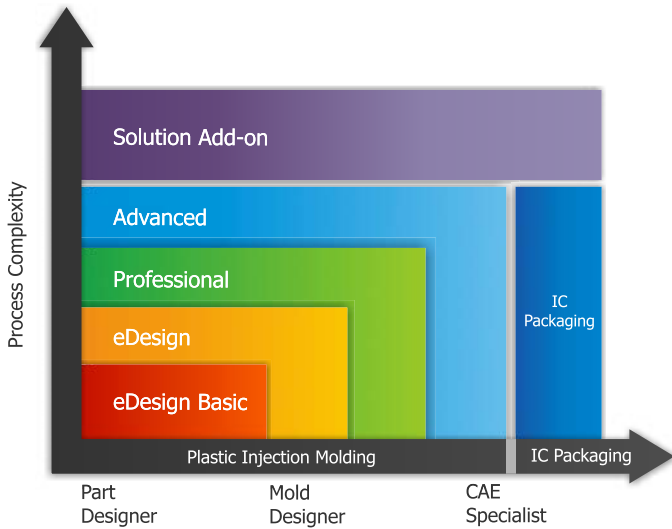 Process Complexity
Solution Add-on
Advanced
Professional
eDesign
eDesign Basic
IC
Packaging
Plastic Injection Molding
IC Packaging
Part
Designer
Mold
Designer
CAE
Specialist